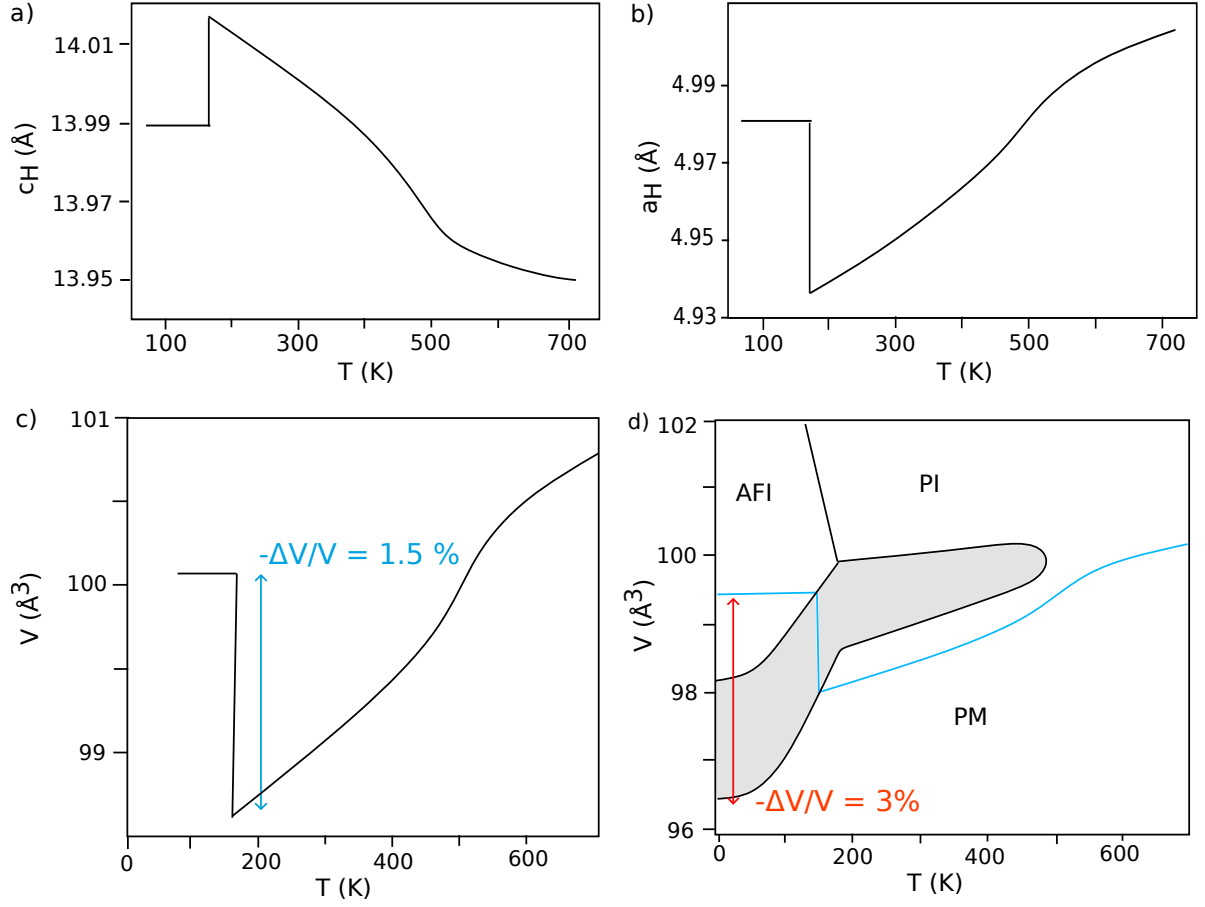 a)
14.01
13.99
13.97
13.95
cH (Å)
100
300
500
700
T (K)
b)
4.99
4.97
4.95
4.93
aH (Å)
100
300
500
700
T (K)
c)
101
100
99
V (Å3)
-ΔV/V = 1.5 %
0
200
400
600
T (K)
d)
102
100
98
96
V (Å3)
AFI
PI
PM
-ΔV/V = 3%
0
200
400
600
T (K)